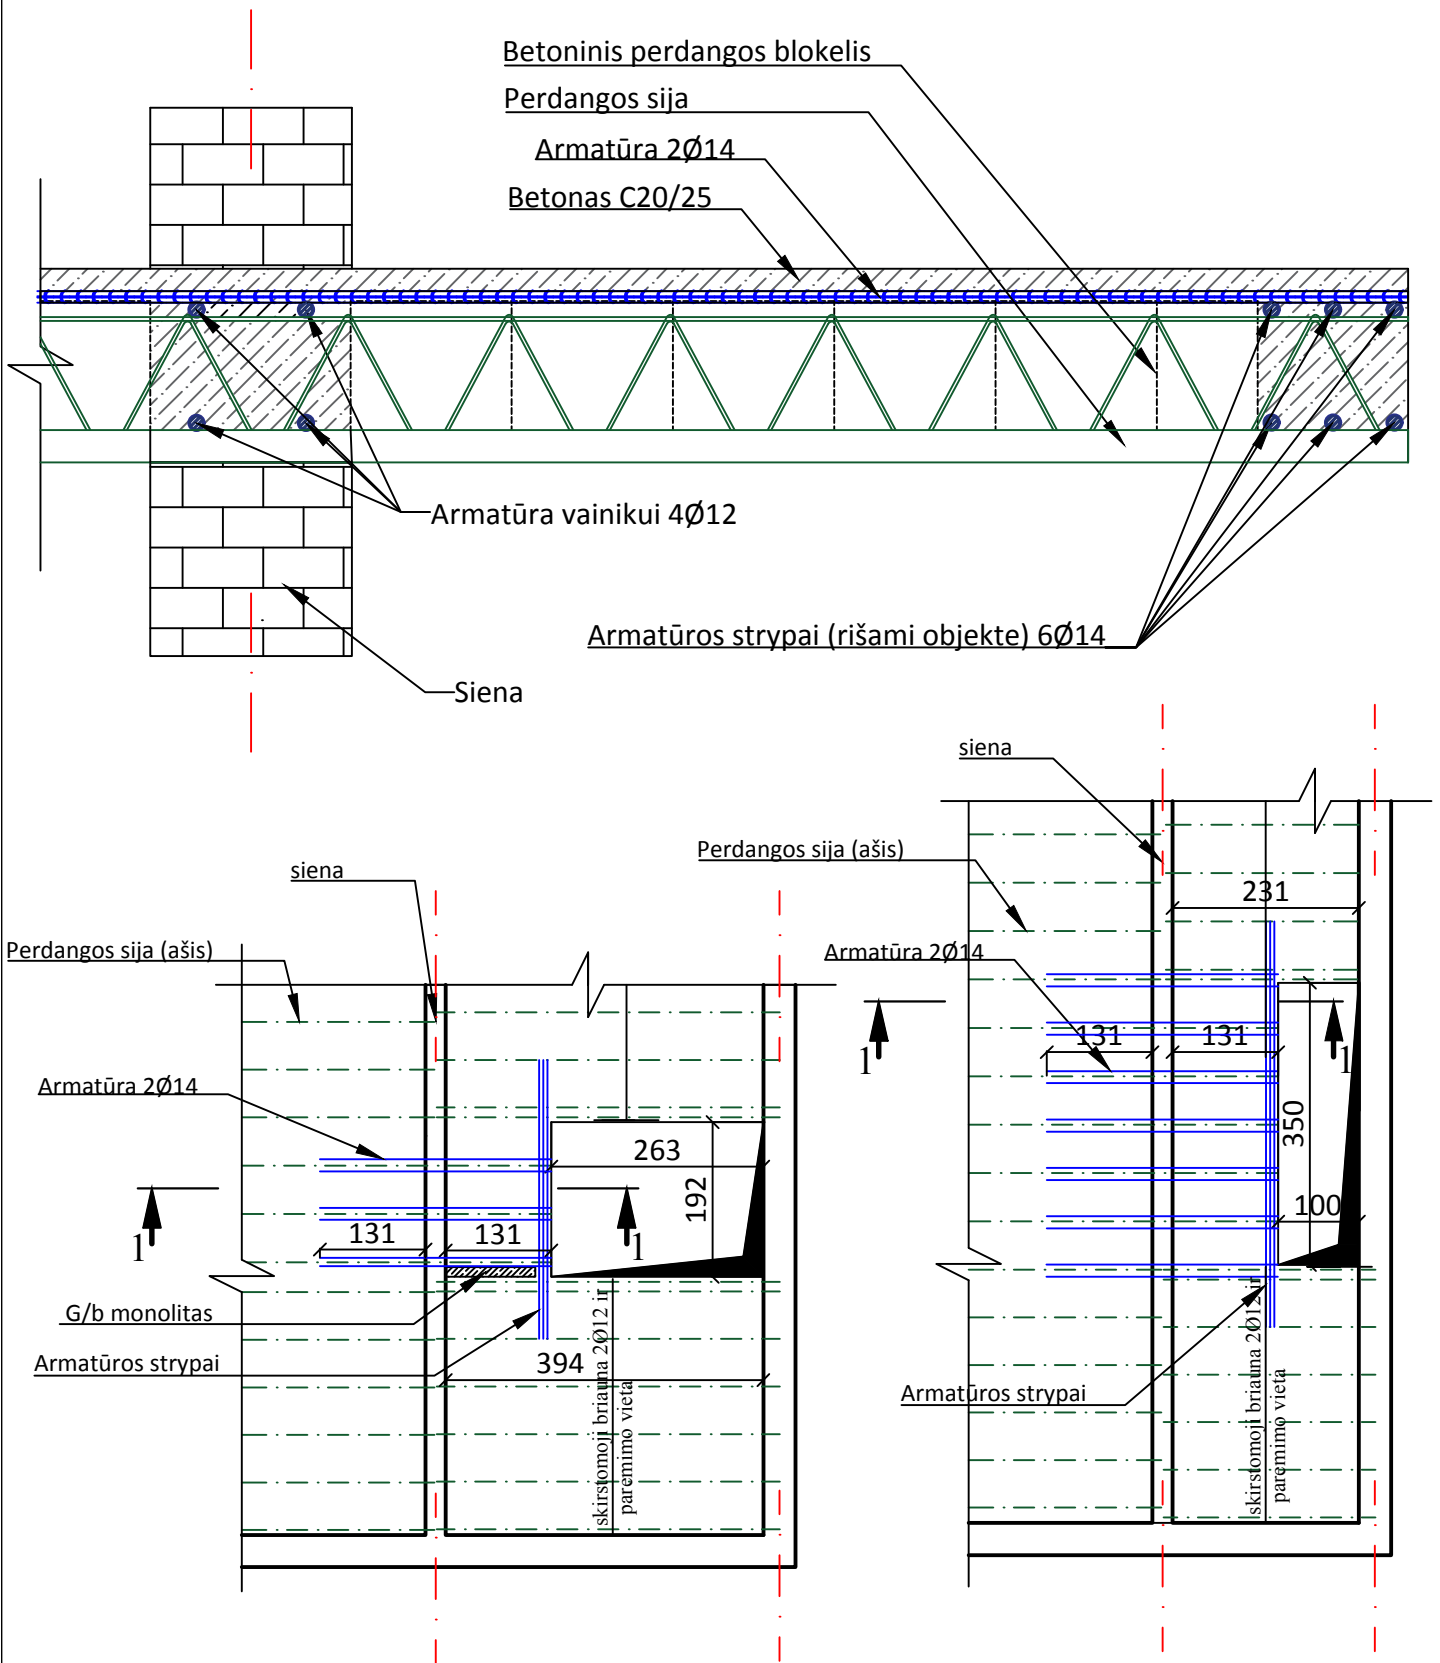 Betoninis perdangos blokelis
Perdangos sija
Armatūra 2Ø14
Betonas C20/25
Armatūra vainikui 4Ø12
Armatūros strypai (rišami objekte) 6Ø14
Siena
siena
Perdangos sija (ašis)
Armatūra 2Ø14
263
192
131
131
1
1
G/b monolitas
Armatūros strypai
394
skirstomoji briauna 2Ø12 ir
paremimo vieta
siena
Perdangos sija (ašis)
231
Armatūra 2Ø14
131
131
1
1
350
100
Armatūros strypai
skirstomoji briauna 2Ø12 ir
paremimo vieta